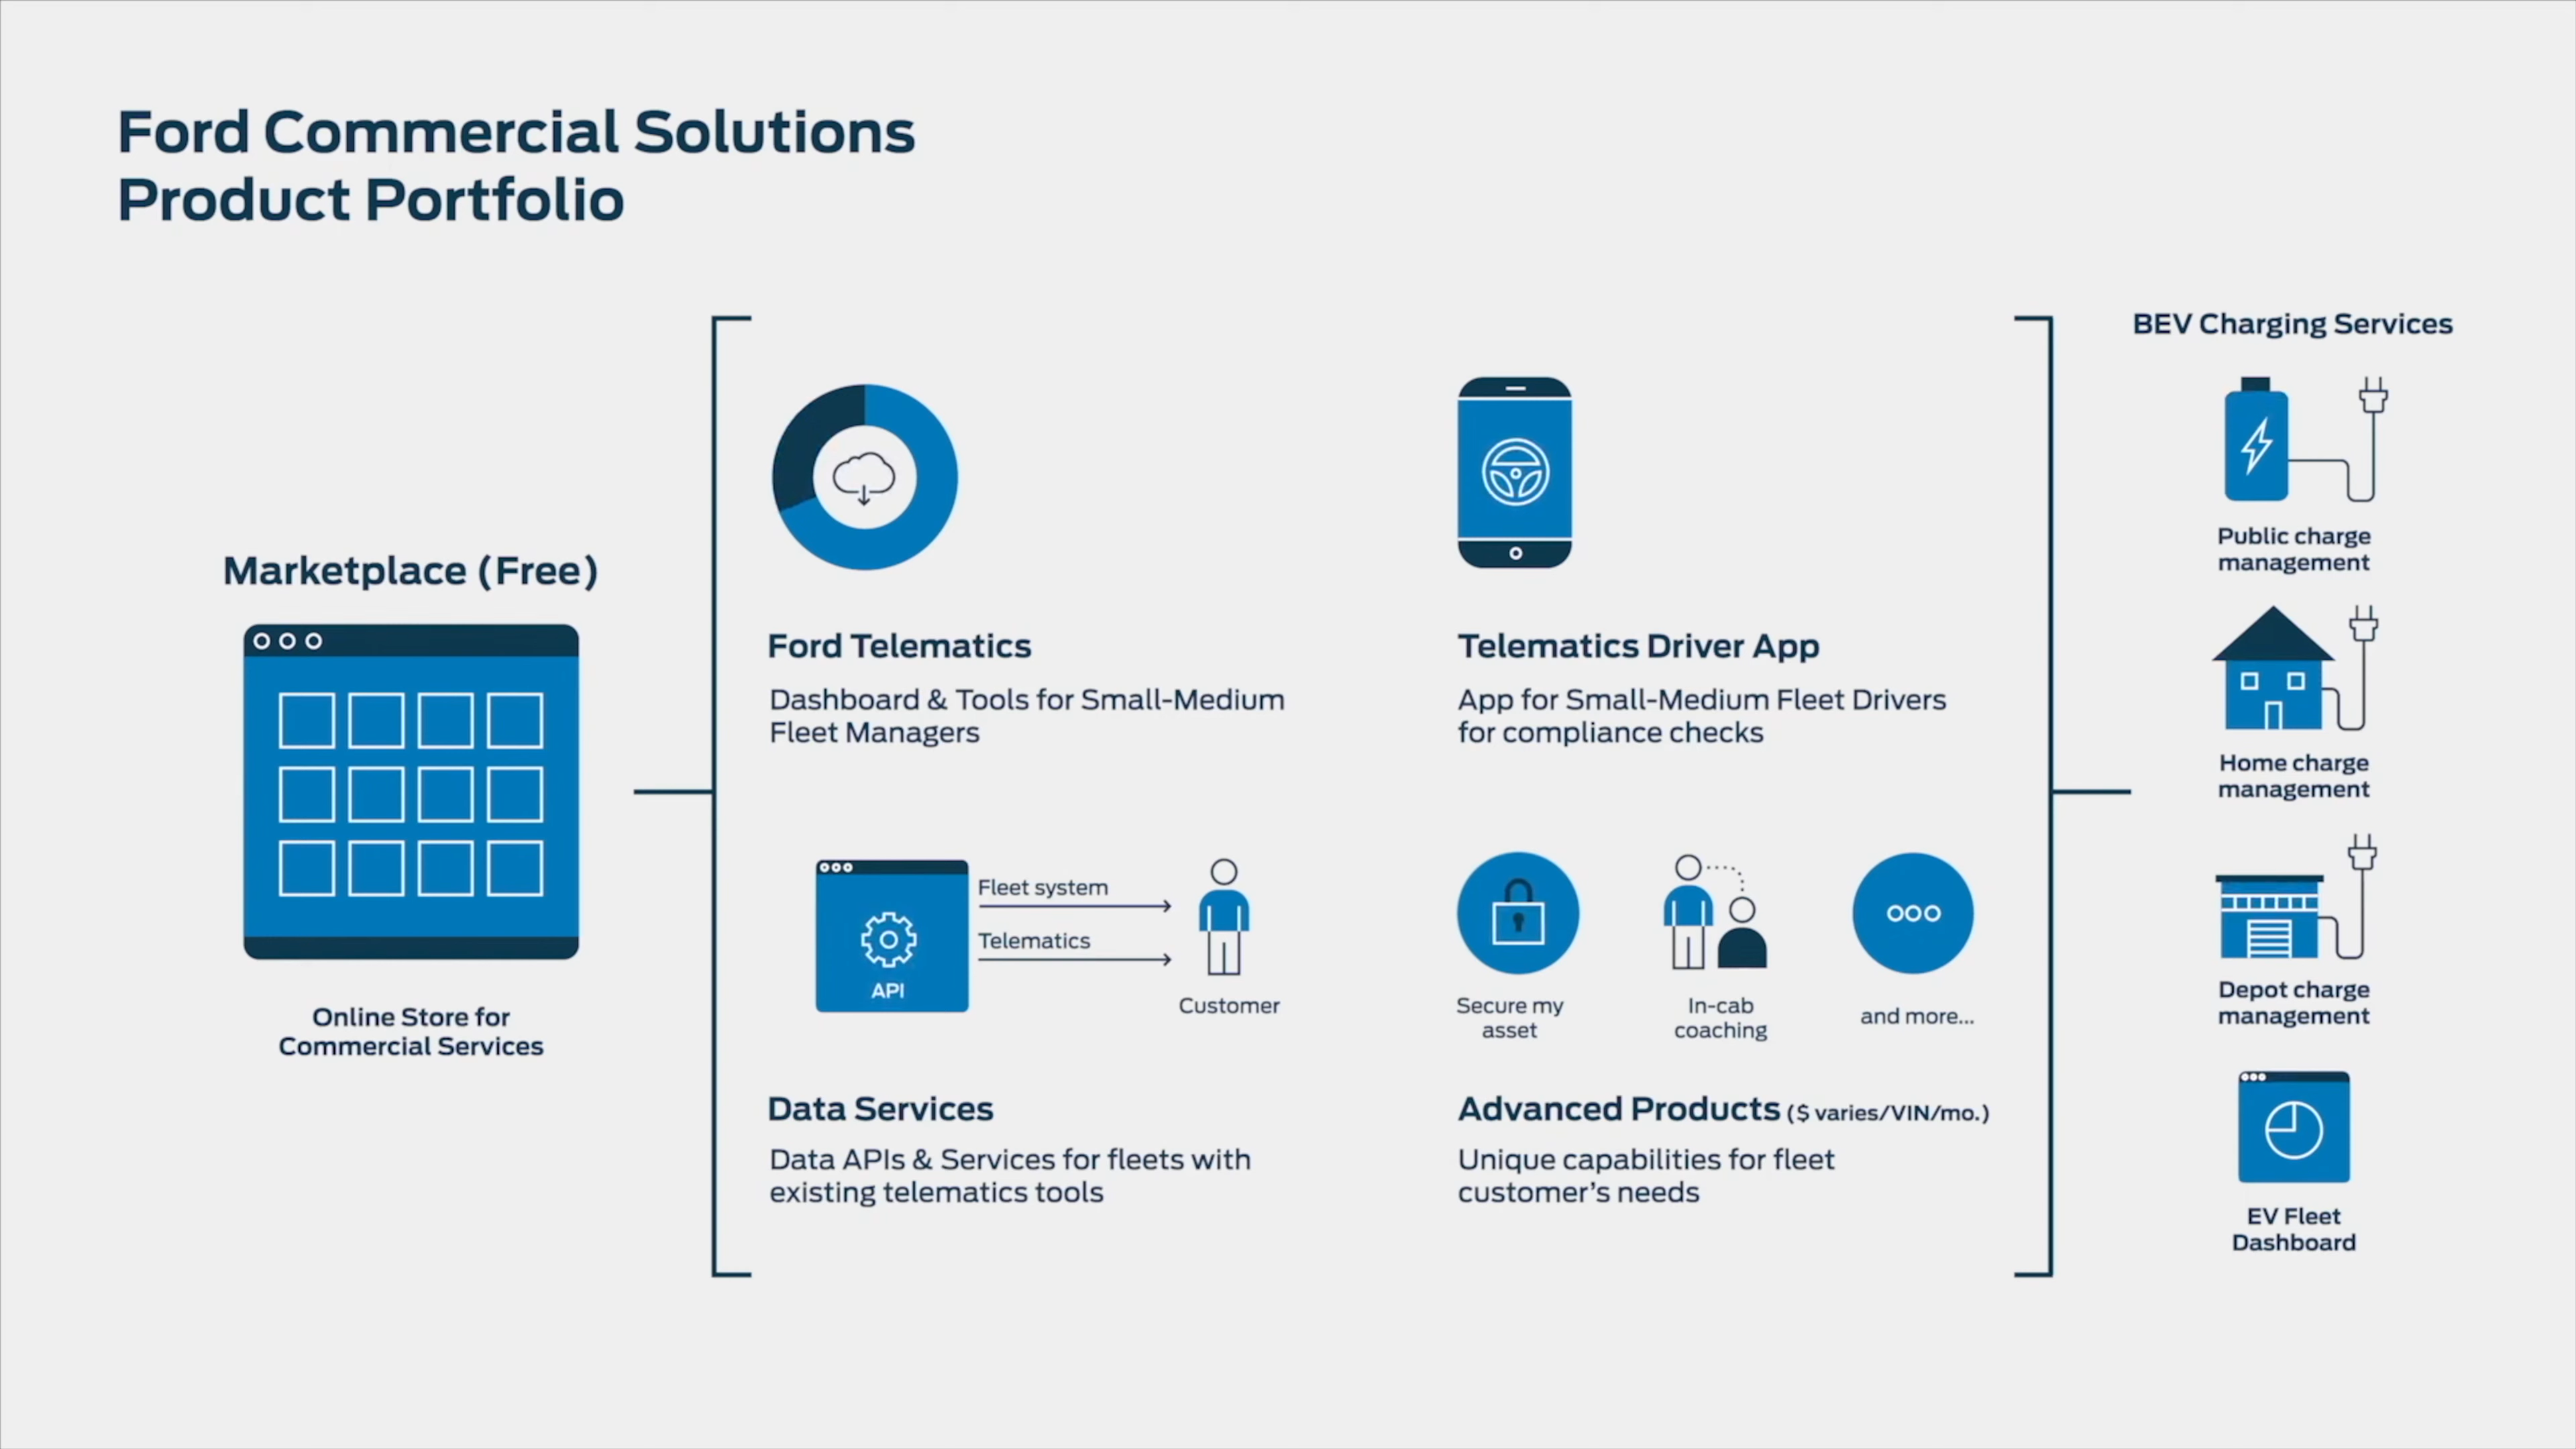 Ford Commercial Solutions
Product Portfolio
Marketplace (Free)
Online Store for
Commercial Services
Ford Telematics
Dashboard & Tools for Small-Medium
Fleet Managers
Telematics Driver App
App for Small-Medium Fleet Drivers
for compliance checks
API
Fleet system
Telematics
Customer
Data Services
Data APIs & Services for fleets with
existing telematics tools
Secure my
asset
In-cab
coaching
and more...
Advanced Products ($ varies/VIN/mo.)
Unique capabilities for fleet
customer’s needs
BEV Charging Services
Public charge
management
Home charge
management
Depot charge
management
EV Fleet
Dashboard